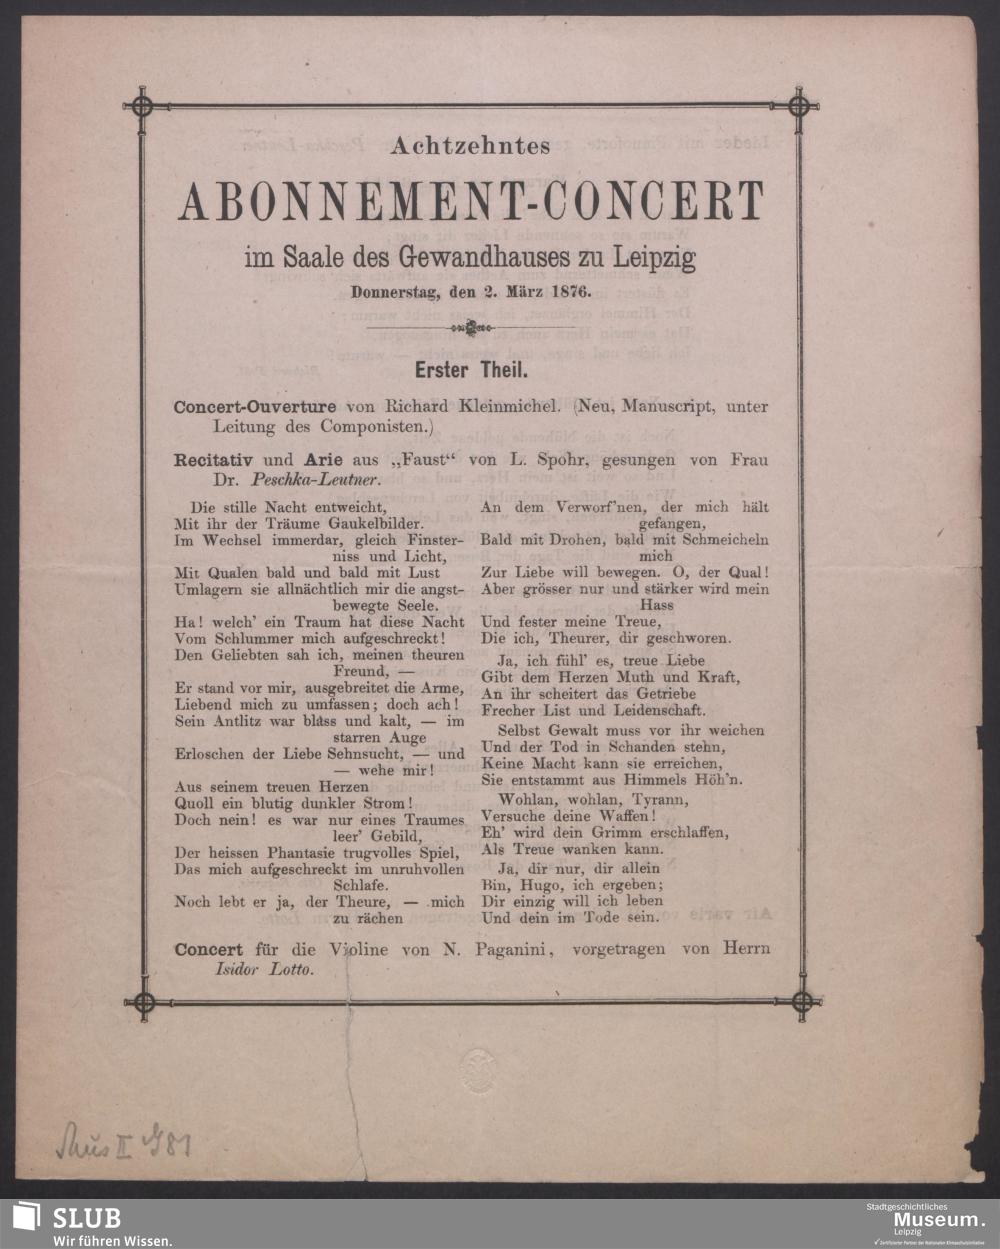 Achtzehntes
ABONNEMENT-CONCERT
im Saale des Gewandhauses zu Leipzig
Donnerstag, den 2. März 1876.
Erster Theil.
Concert-Ouverture von Richard Kleinmichel. (Neu, Manuscript, unter
Leitung des Componisten.)
Recitativ und Arie aus „Faust“ von L. Spohr, gesungen von Frau
Dr. Peschka-Leutner.
Die stille Nacht entweicht,
Mit ihr der Träume Gaukelbilder.
Im Wechsel immerdar, gleich Finster-
niss und Licht,
Mit Qualen bald und bald mit Lust
Umlagern sie allnächtlich mir die angst-
bewegte Seele.
Ha! welch' ein Traum hat diese Nacht
Vom Schlummer mich aufgeschreckt!
Den Geliebten sah ich, meinen theuren
Freund, —
Er stand vor mir, ausgebreitet die Arme,
Liebend mich zu umfassen; doch ach!
Sein Antlitz war blass und kalt, — im
starren Auge
Erloschen der Liebe Sehnsucht, — und
— wehe mir!
Aus seinem treuen Herzen
Quoll ein blutig dunkler Strom!
Doch nein! es war nur eines Traumes
leer' Gebild,
Der heissen Phantasie trugvolles Spiel,
Das mich aufgeschreckt im unruhvollen
Schlafe.
Noch lebt er ja, der Theure, — mich
zu rächen
An dem Verworf'nen, der mich hält
gefangen,
Bald mit Drohen, bald mit Schmeicheln
mich
Zur Liebe will bewegen. O, der Qual!
Aber grösser nur und stärker wird mein
Hass
Und fester meine Treue,
Die ich, Theurer, dir geschworen.
Ja, ich fühl' es, treue Liebe
Gibt dem Herzen Muth und Kraft,
An ihr scheitert das Getriebe
Frecher List und Leidenschaft.
Selbst Gewalt muss vor ihr weichen
Und der Tod in Schanden stehn,
Keine Macht kann sie erreichen,
Sie entstammt aus Himmels Höh'n.
Wohlan, wohlan, Tyrann,
Versuche deine Waffen!
Eh' wird dein Grimm erschlaffen,
Als Treue wanken kann.
Ja, dir nur, dir allein
Bin, Hugo, ich ergeben;
Dir einzig will ich leben
Und dein im Tode sein.
Concert für die Violine von N. Paganini, vorgetragen von Herrn
Isidor Lotto.
Mus II 81
SLUB
Wir führen Wissen.
Stadtgeschichtliches
Museum.
Leipzig
Zertifizierter Partner der Nationalen Klimaschutzinitiative